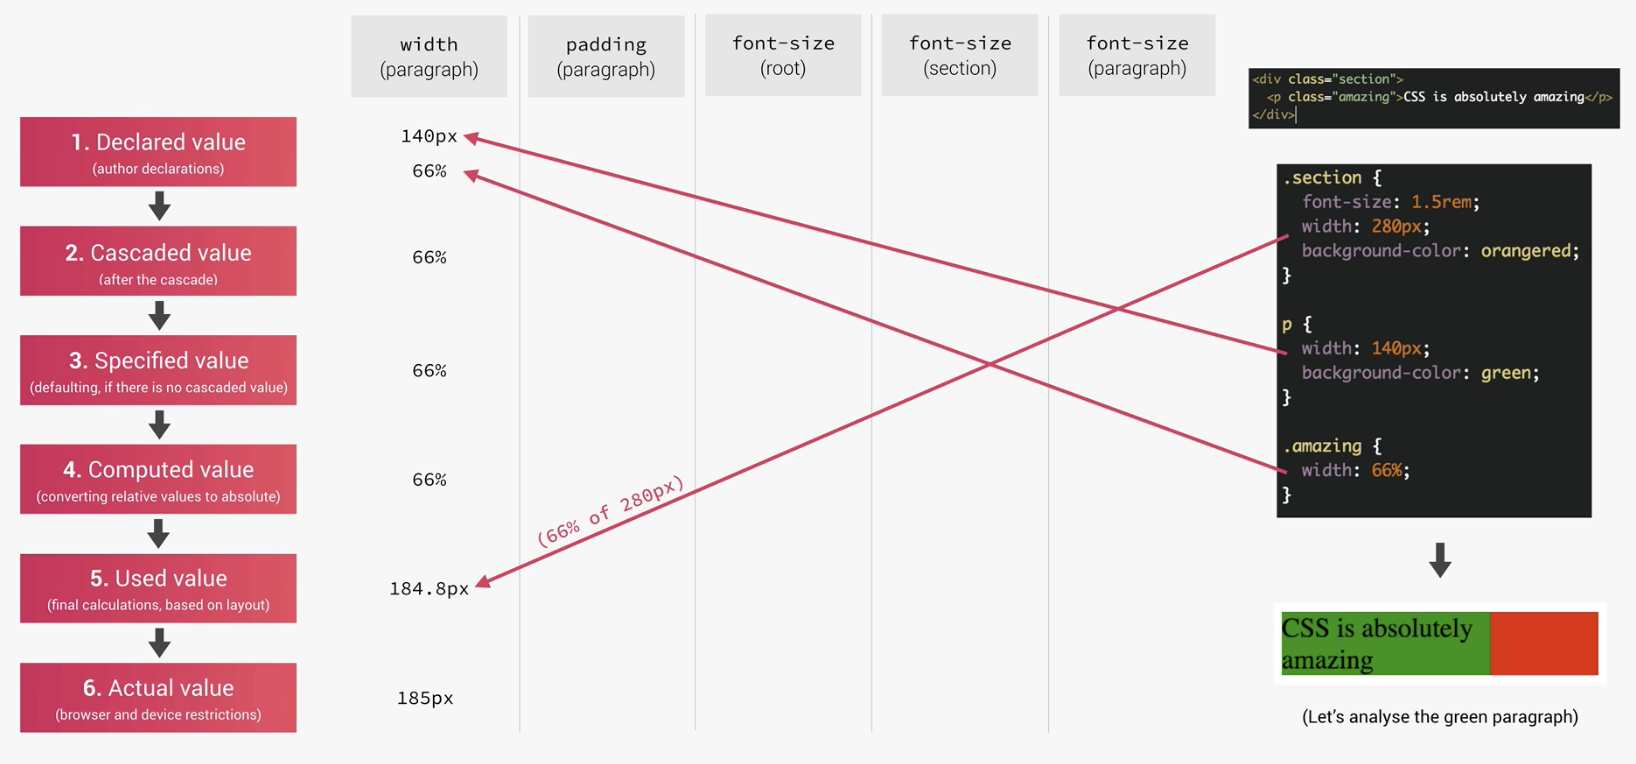 width
(paragraph)
padding
(paragraph)
font-size
(root)
font-size
(section)
font-size
(paragraph)
<div class="section">
<p class="amazing">CSS is absolutely amazing</p>
</div>
1. Declared value
(author declarations)
140px
66%
2. Cascaded value
(after the cascade)
66%
3. Specified value
(defaulting, if there is no cascaded value)
66%
4. Computed value
(converting relative values to absolute)
66%
(66% of 280px)
5. Used value
(final calculations, based on layout)
184.8px
6. Actual value
(browser and device restrictions)
185px
.section {
font-size: 1.5rem;
width: 280px;
background-color: orangered;
}
p {
width: 140px;
background-color: green;
}
.amazing {
width: 66%;
}
CSS is absolutely
amazing
(Let’s analyse the green paragraph)